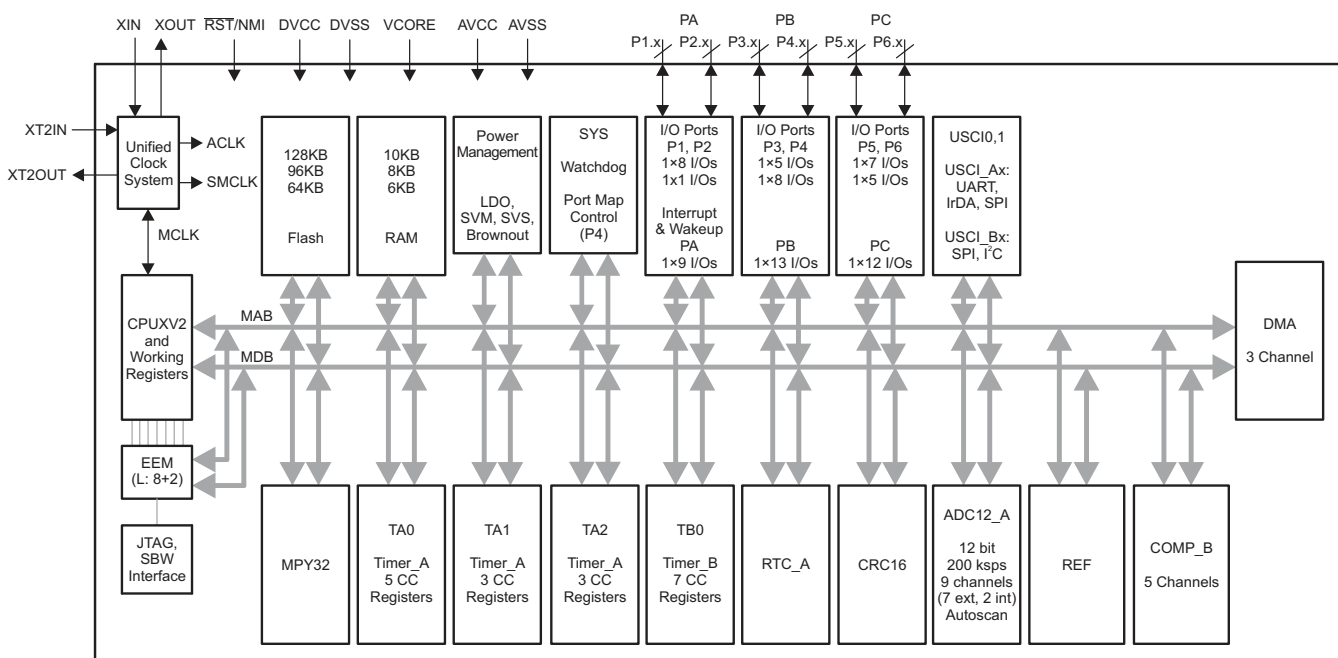 XIN XOUT RST/NMI DVCC DVSS VCORE AVCC AVSS
PA PB PC
P1.x P2.x P3.x P4.x P5.x P6.x
XT2IN
XT2OUT
Unified
Clock
System
ACLK
SMCLK
MCLK
128KB
96KB
64KB
Flash
10KB
8KB
6KB
RAM
Power
Management
LDO,
SVM, SVS,
Brownout
SYS
Watchdog
Port Map
Control
(P4)
I/O Ports
P1, P2
1×8 I/Os
1x1 I/Os
Interrupt
& Wakeup
PA
1×9 I/Os
I/O Ports
P3, P4
1×5 I/Os
1×8 I/Os
PB
1×13 I/Os
I/O Ports
P5, P6
1×7 I/Os
1×5 I/Os
PC
1×12 I/Os
USCI0,1
USCI_Ax:
UART,
IrDA, SPI
USCI_Bx:
SPI, I²C
CPUXV2
and
Working
Registers
MAB
MDB
DMA
3 Channel
EEM
(L: 8+2)
JTAG,
SBW
Interface
MPY32
TA0
Timer_A
5 CC
Registers
TA1
Timer_A
3 CC
Registers
TA2
Timer_A
3 CC
Registers
TB0
Timer_B
7 CC
Registers
RTC_A
CRC16
ADC12_A
12 bit
200 ksps
9 channels
(7 ext, 2 int)
Autoscan
REF
COMP_B
5 Channels